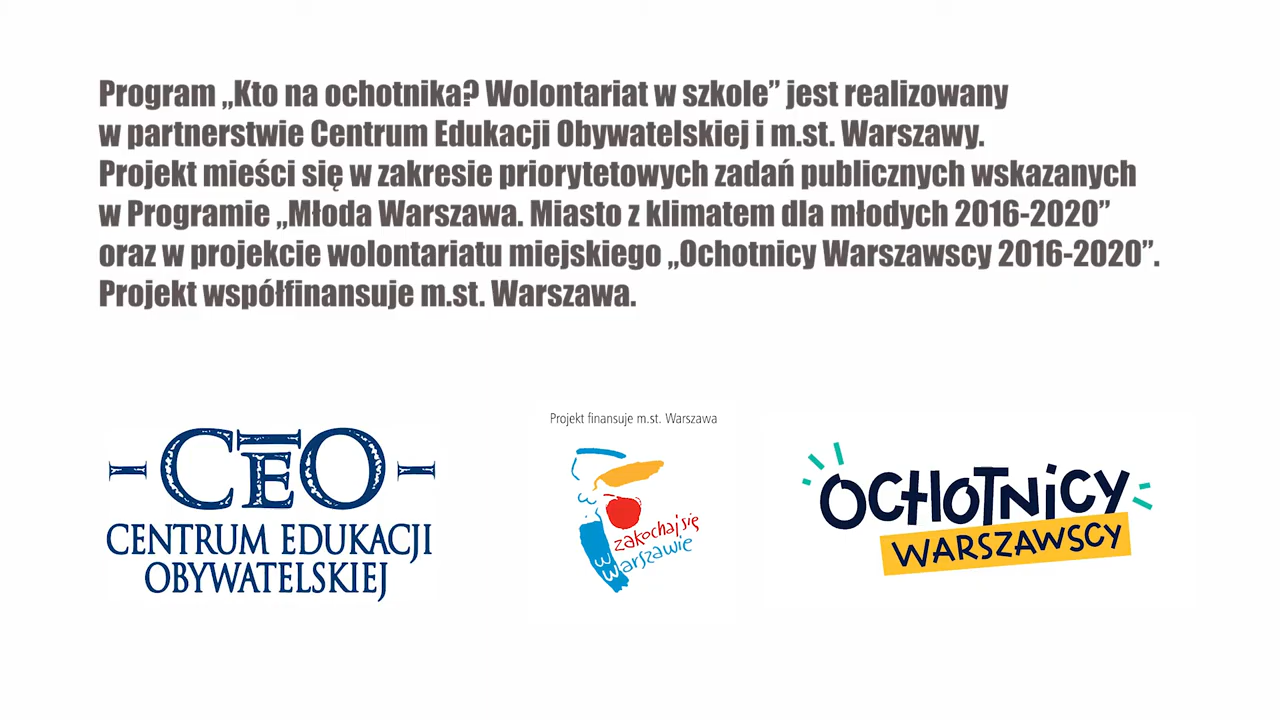 Program „Kto na ochotnika? Wolontariat w szkole” jest realizowany
w partnerstwie Centrum Edukacji Obywatelskiej i m.st. Warszawy.
Projekt mieści się w zakresie priorytetowych zadań publicznych wskazanych
w Programie „Młoda Warszawa. Miasto z klimatem dla młodych 2016-2020”
oraz w projekcie wolontariatu miejskiego „Ochotnicy Warszawscy 2016-2020”.
Projekt współfinansuje m.st. Warszawa.
CEO
CENTRUM EDUKACJI
OBYWATELSKIEJ
Projekt finansuje m.st. Warszawa
zakochaj się
w warszawie
OCHOTNICY
WARSZAWSCY